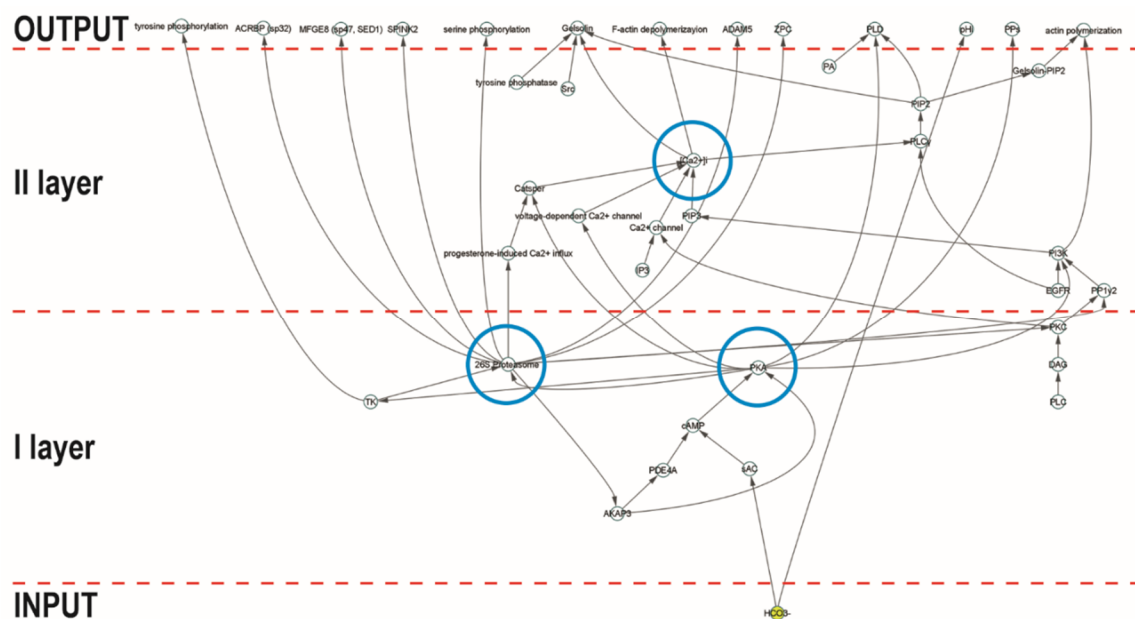 OUTPUT
tyrosine phosphorylation
ACRBP (sp32)
MFGE8 (sp47, SED1)
SPINK2
serine phosphorylation
Gelsolin
F-actin depolymerizayion
ADAM5
ZPC
PLD
pHi
PPs
actin polymerization
PA
Gelsolin-PIP2
tyrosine phosphatase
Src
PIP2
PLCγ
[Ca2+]i
II layer
Catsper
voltage-dependent Ca2+ channel
PIP3
Ca2+ channel
progesterone-induced Ca2+ influx
IP3
PI3K
EGFR
PP1γ2
PKC
26S Proteasome
PKA
DAG
TK
PLC
cAMP
I layer
PDE4A
sAC
AKAP3
INPUT
HCO3-